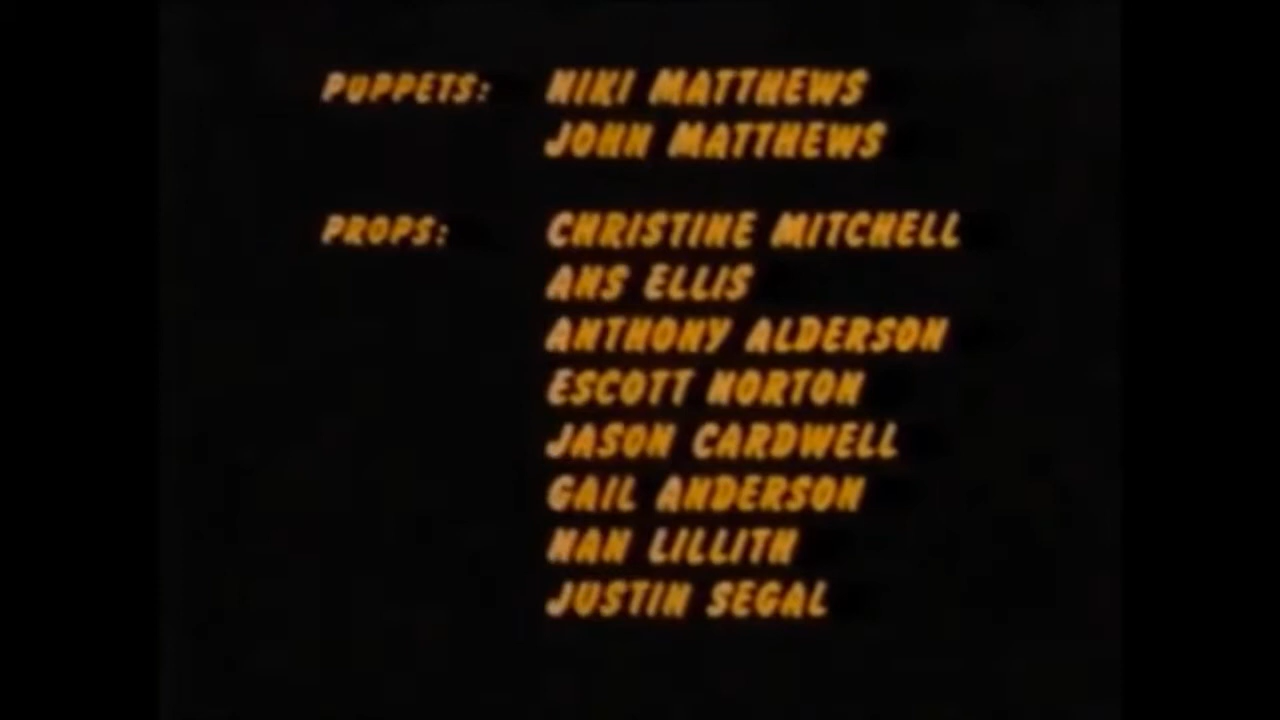 PUPPETS: NIKI MATTHEWS
JOHN MATTHEWS
PROPS: CHRISTINE MITCHELL
ANS ELLIS
ANTHONY ALDERSON
ESCOTT NORTON
JASON CARDWELL
GAIL ANDERSON
NAN LILLITH
JUSTIN SEGAL